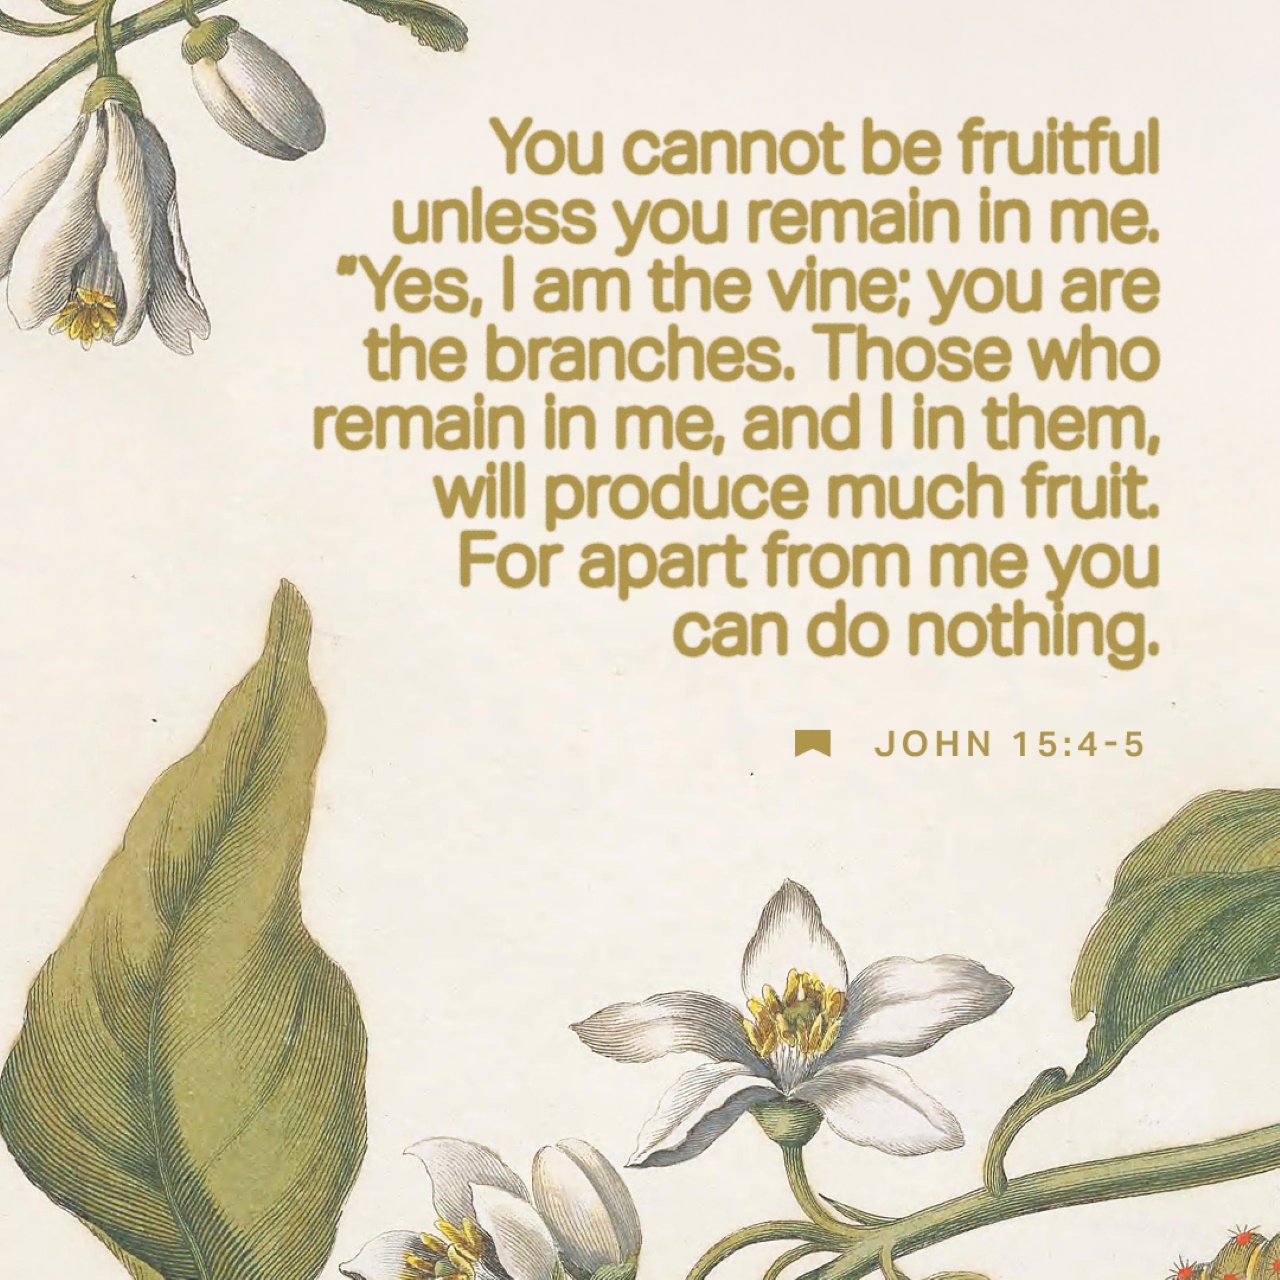 You cannot be fruitful
unless you remain in me.
“Yes, I am the vine; you are
the branches. Those who
remain in me, and I in them,
will produce much fruit.
For apart from me you
can do nothing.
JOHN 15:4-5